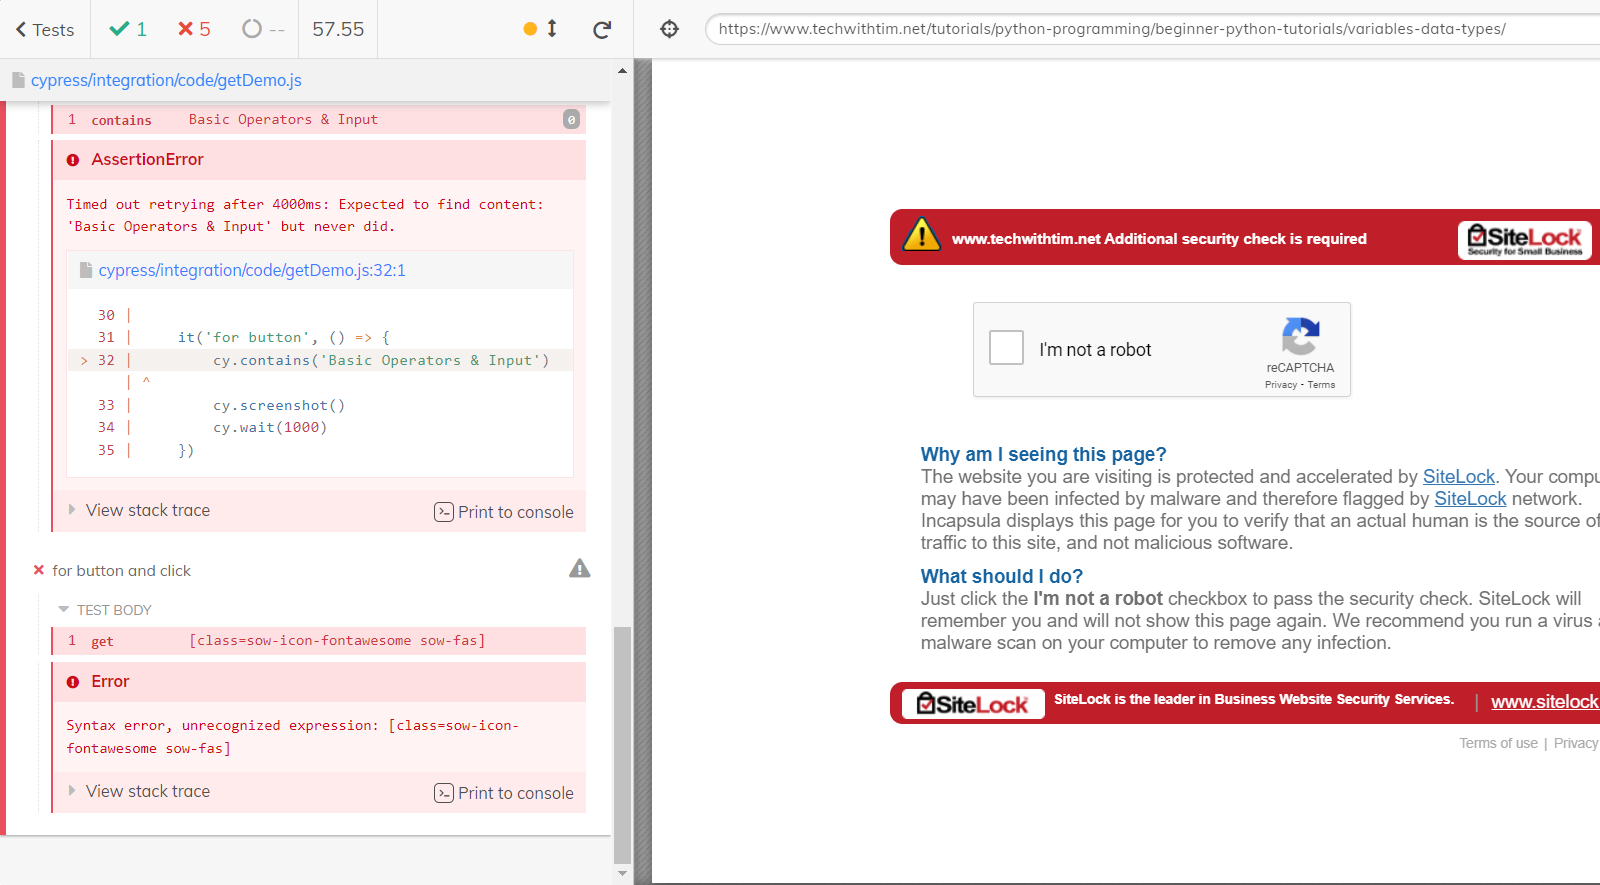 Tests
1
5
--
57.55
https://www.techwithtim.net/tutorials/python-programming/beginner-python-tutorials/variables-data-types/
cypress/integration/code/getDemo.js
1 contains Basic Operators & Input 0
AssertionError
Timed out retrying after 4000ms: Expected to find content:
'Basic Operators & Input' but never did.
cypress/integration/code/getDemo.js:32:1
30 |
31 | it('for button', () => {
> 32 | cy.contains('Basic Operators & Input')
| ^
33 | cy.screenshot()
34 | cy.wait(1000)
35 | })
View stack trace
Print to console
for button and click
TEST BODY
1 get [class=sow-icon-fontawesome sow-fas]
Error
Syntax error, unrecognized expression: [class=sow-icon-
fontawesome sow-fas]
View stack trace
Print to console
www.techwithtim.net Additional security check is required
SiteLock
Security for Small Business
I'm not a robot
reCAPTCHA
Privacy - Terms
Why am I seeing this page?
The website you are visiting is protected and accelerated by SiteLock. Your compu
may have been infected by malware and therefore flagged by SiteLock network.
Incapsula displays this page for you to verify that an actual human is the source of
traffic to this site, and not malicious software.
What should I do?
Just click the I'm not a robot checkbox to pass the security check. SiteLock will
remember you and will not show this page again. We recommend you run a virus
malware scan on your computer to remove any infection.
SiteLock
SiteLock is the leader in Business Website Security Services. | www.sitelock
Terms of use | Privacy